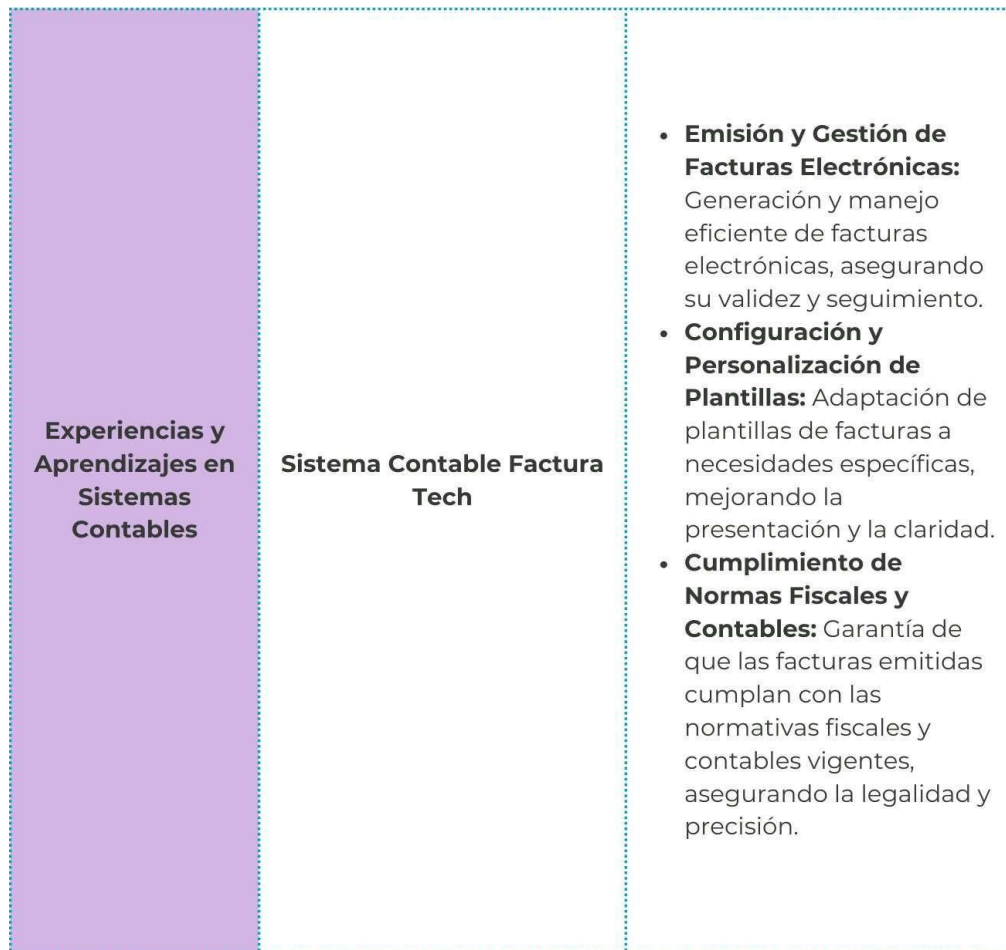 Experiencias y
Aprendizajes en
Sistemas
Contables
Sistema Contable Factura
Tech
• Emisión y Gestión de
Facturas Electrónicas:
Generación y manejo
eficiente de facturas
electrónicas, asegurando
su validez y seguimiento.
• Configuración y
Personalización de
Plantillas: Adaptación de
plantillas de facturas a
necesidades específicas,
mejorando la
presentación y la claridad.
• Cumplimiento de
Normas Fiscales y
Contables: Garantía de
que las facturas emitidas
cumplan con las
normativas fiscales y
contables vigentes,
asegurando la legalidad y
precisión.